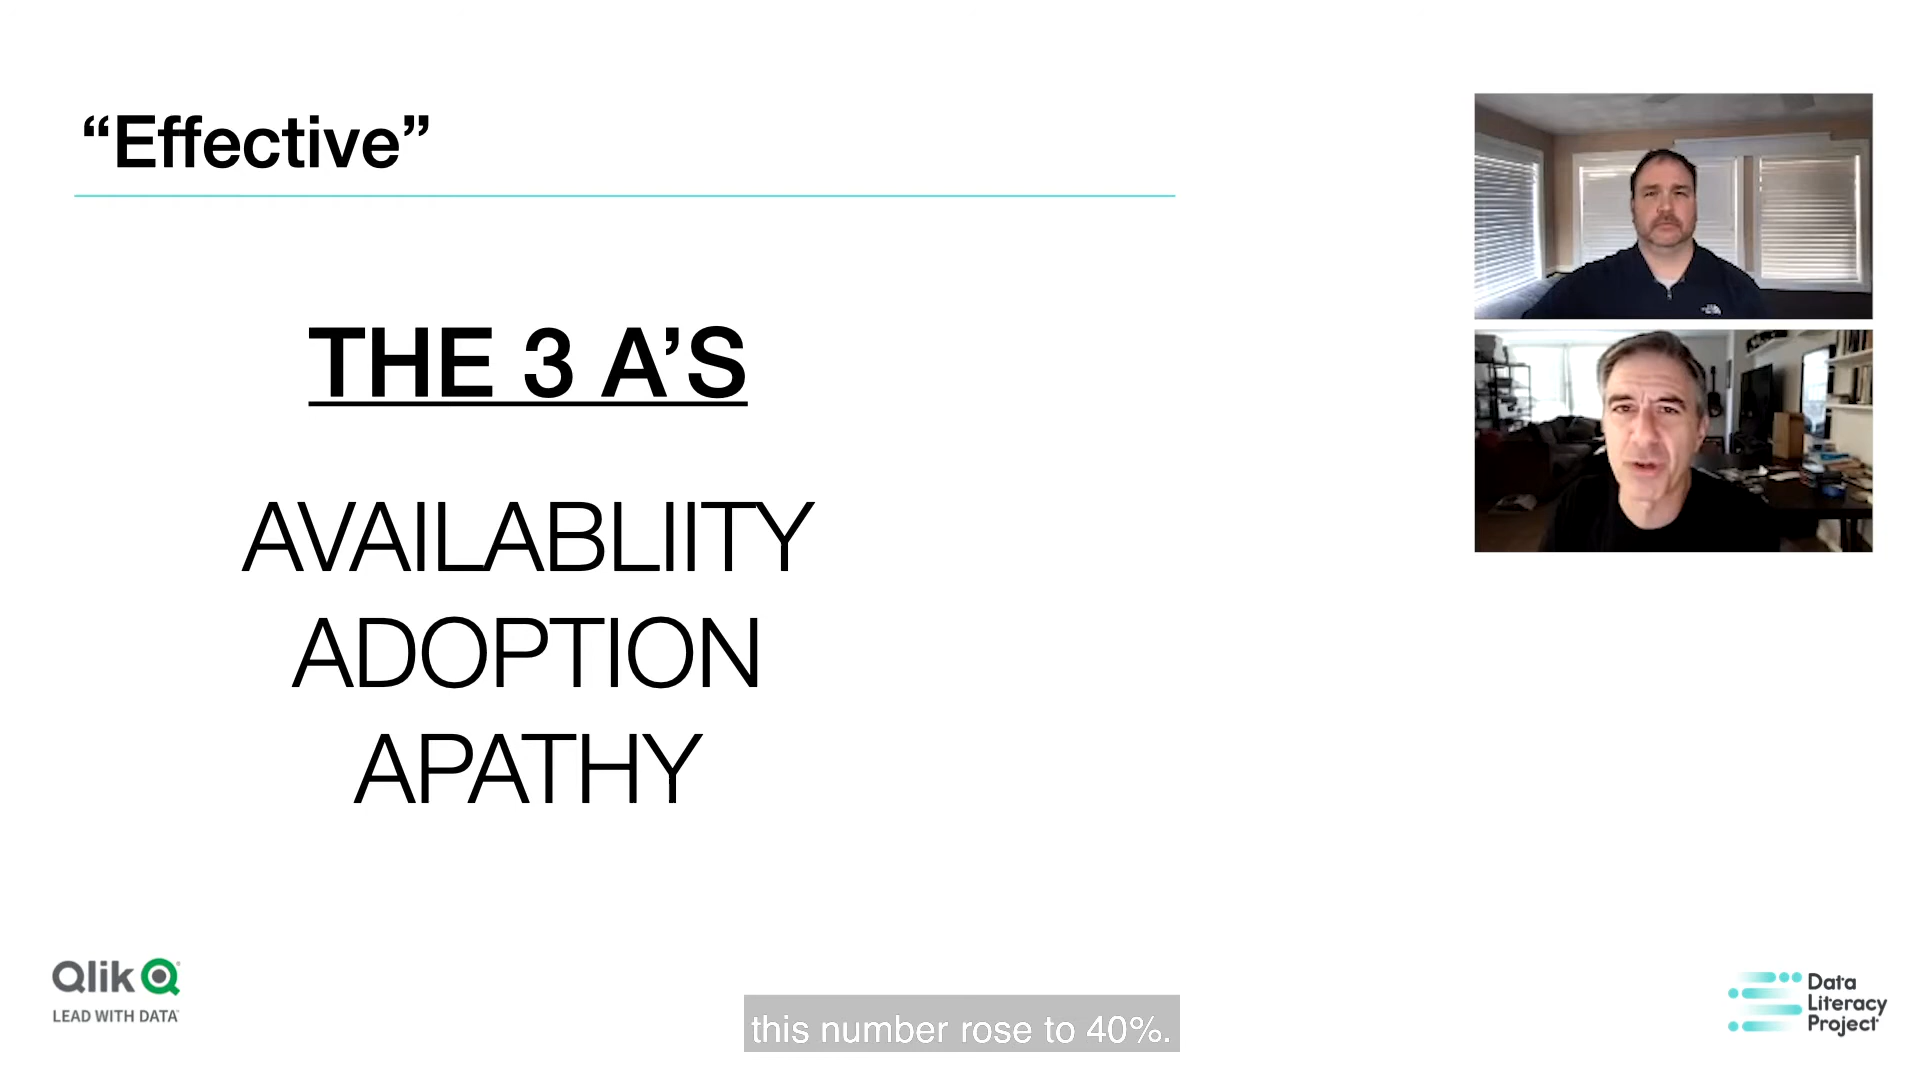 “Effective”
THE 3 A’S
AVAILABLIITY
ADOPTION
APATHY
Qlik
LEAD WITH DATA
this number rose to 40%.
Data
Literacy
Project